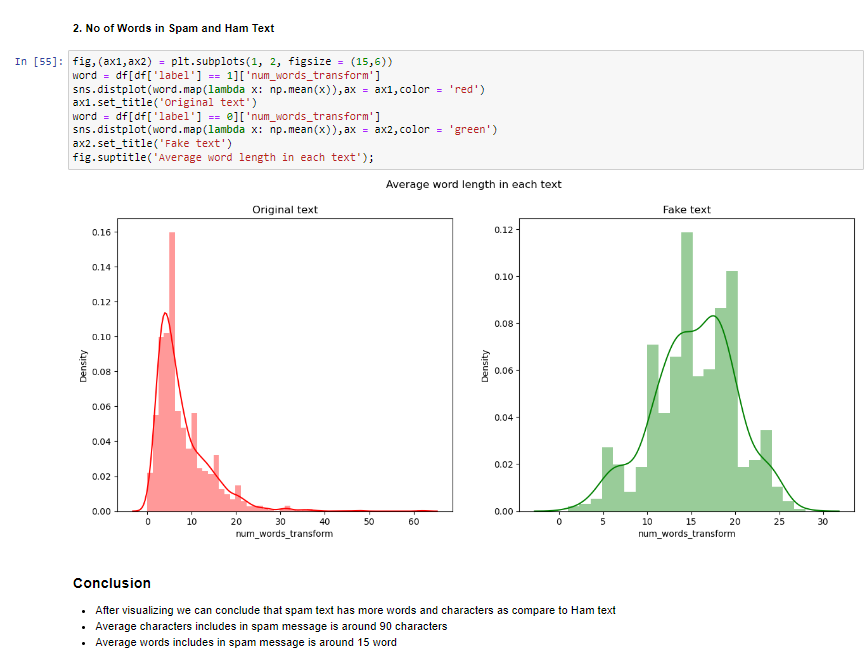 2. No of Words in Spam and Ham Text
In [55]:
fig,(ax1,ax2) = plt.subplots(1, 2, figsize = (15,6))
word = df[df['label'] == 1]['num_words_transform']
sns.distplot(word.map(lambda x: np.mean(x)),ax = ax1,color = 'red')
ax1.set_title('Original text')
word = df[df['label'] == 0]['num_words_transform']
sns.distplot(word.map(lambda x: np.mean(x)),ax = ax2,color = 'green')
ax2.set_title('Fake text')
fig.suptitle('Average word length in each text');
Average word length in each text
Original text
0.16
0.14
0.12
0.10
0.08
0.06
0.04
0.02
0.00
Density
0 10 20 30 40 50 60
num_words_transform
Fake text
0.12
0.10
0.08
0.06
0.04
0.02
0.00
Density
0 5 10 15 20 25 30
num_words_transform
Conclusion
• After visualizing we can conclude that spam text has more words and characters as compare to Ham text
• Average characters includes in spam message is around 90 characters
• Average words includes in spam message is around 15 word